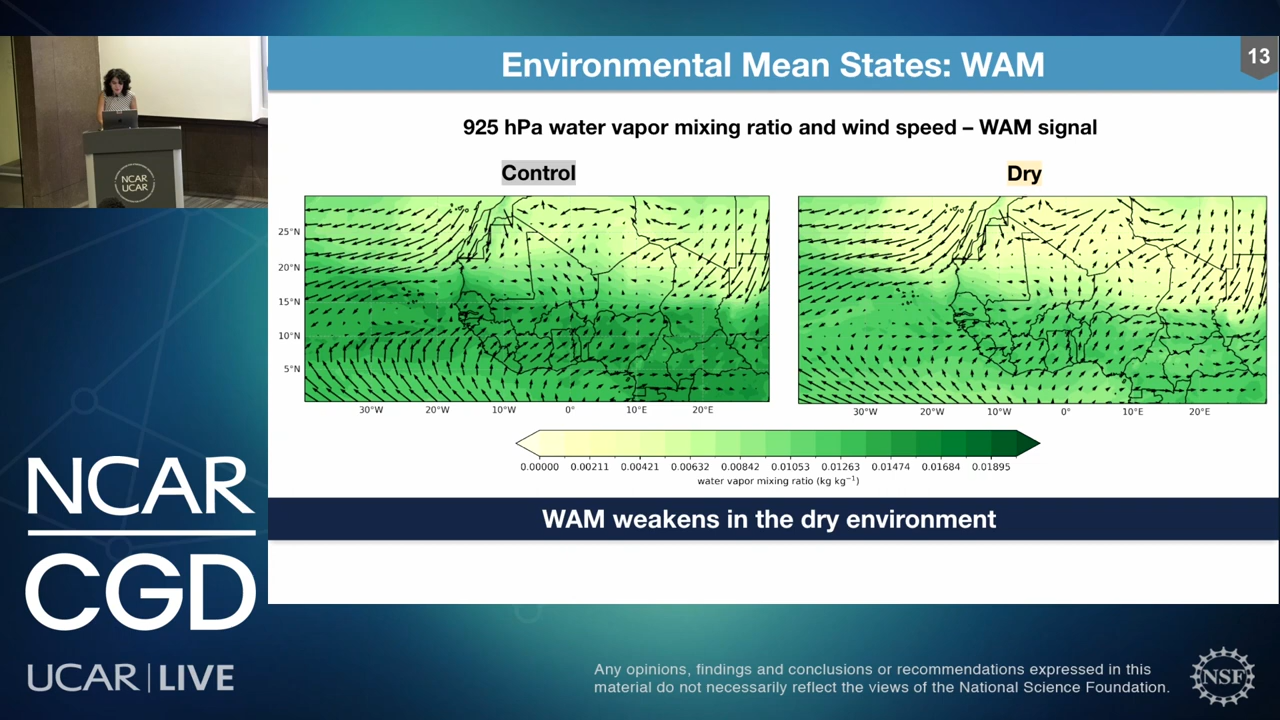 NCAR
UCAR
Environmental Mean States: WAM
13
925 hPa water vapor mixing ratio and wind speed – WAM signal
Control
Dry
25°N
20°N
15°N
10°N
5°N
30°W 20°W 10°W 0° 10°E 20°E
30°W 20°W 10°W 0° 10°E 20°E
0.00000 0.00211 0.00421 0.00632 0.00842 0.01053 0.01263 0.01474 0.01684 0.01895
water vapor mixing ratio (kg kg⁻¹)
WAM weakens in the dry environment
NCAR
CGD
UCAR | LIVE
Any opinions, findings and conclusions or recommendations expressed in this
material do not necessarily reflect the views of the National Science Foundation.
NSF